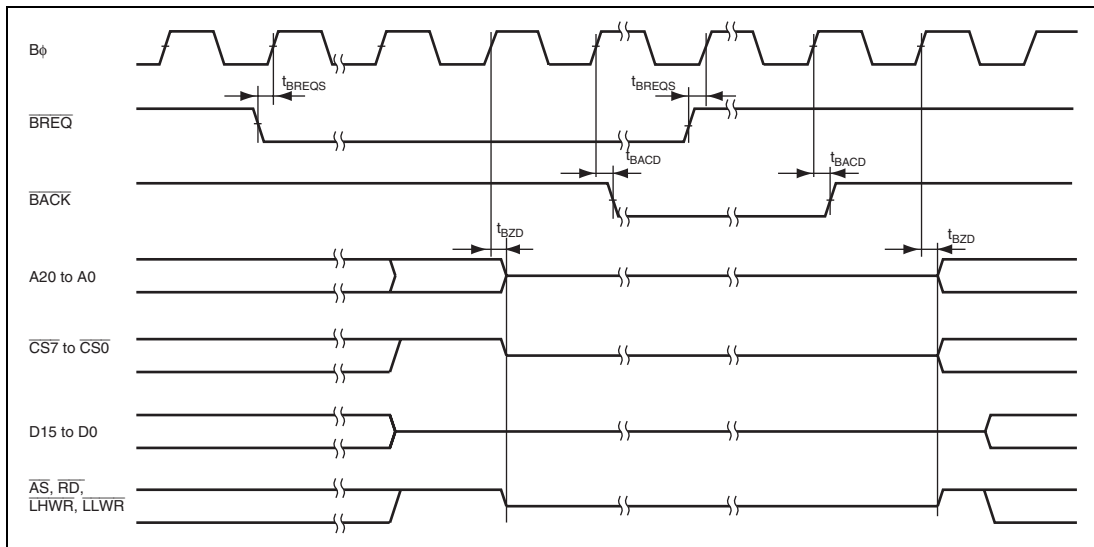 Bφ
tBREQS tBREQS
BREQ
tBACD tBACD
BACK
tBZD tBZD
A20 to A0
CS7 to CS0
D15 to D0
AS, RD,
LHWR, LLWR